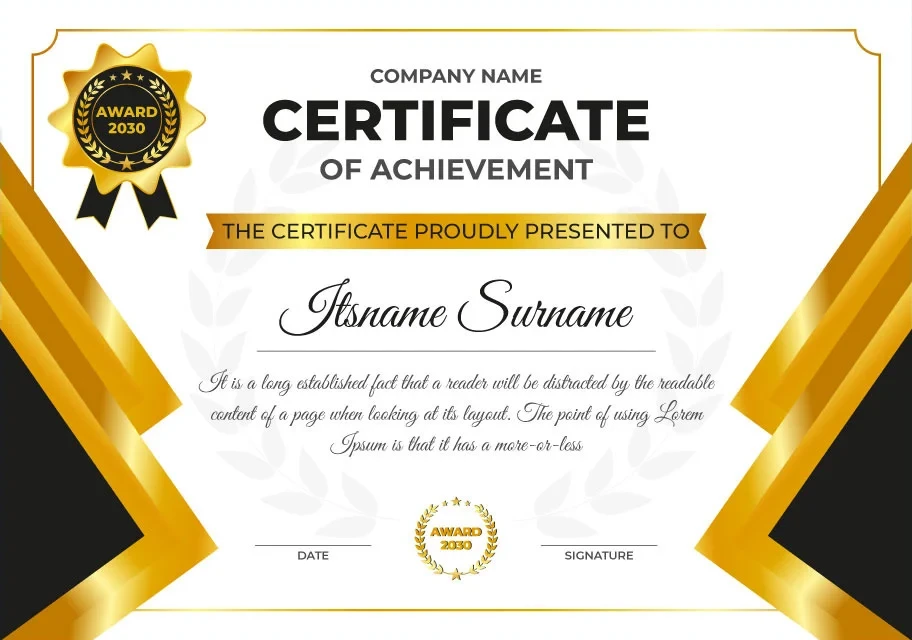 AWARD
2030
COMPANY NAME
CERTIFICATE
OF ACHIEVEMENT
THE CERTIFICATE PROUDLY PRESENTED TO
Itsname Surname
It is a long established fact that a reader will be distracted by the readable
content of a page when looking at its layout. The point of using Lorem
Ipsum is that it has a more-or-less
AWARD
2030
DATE
SIGNATURE